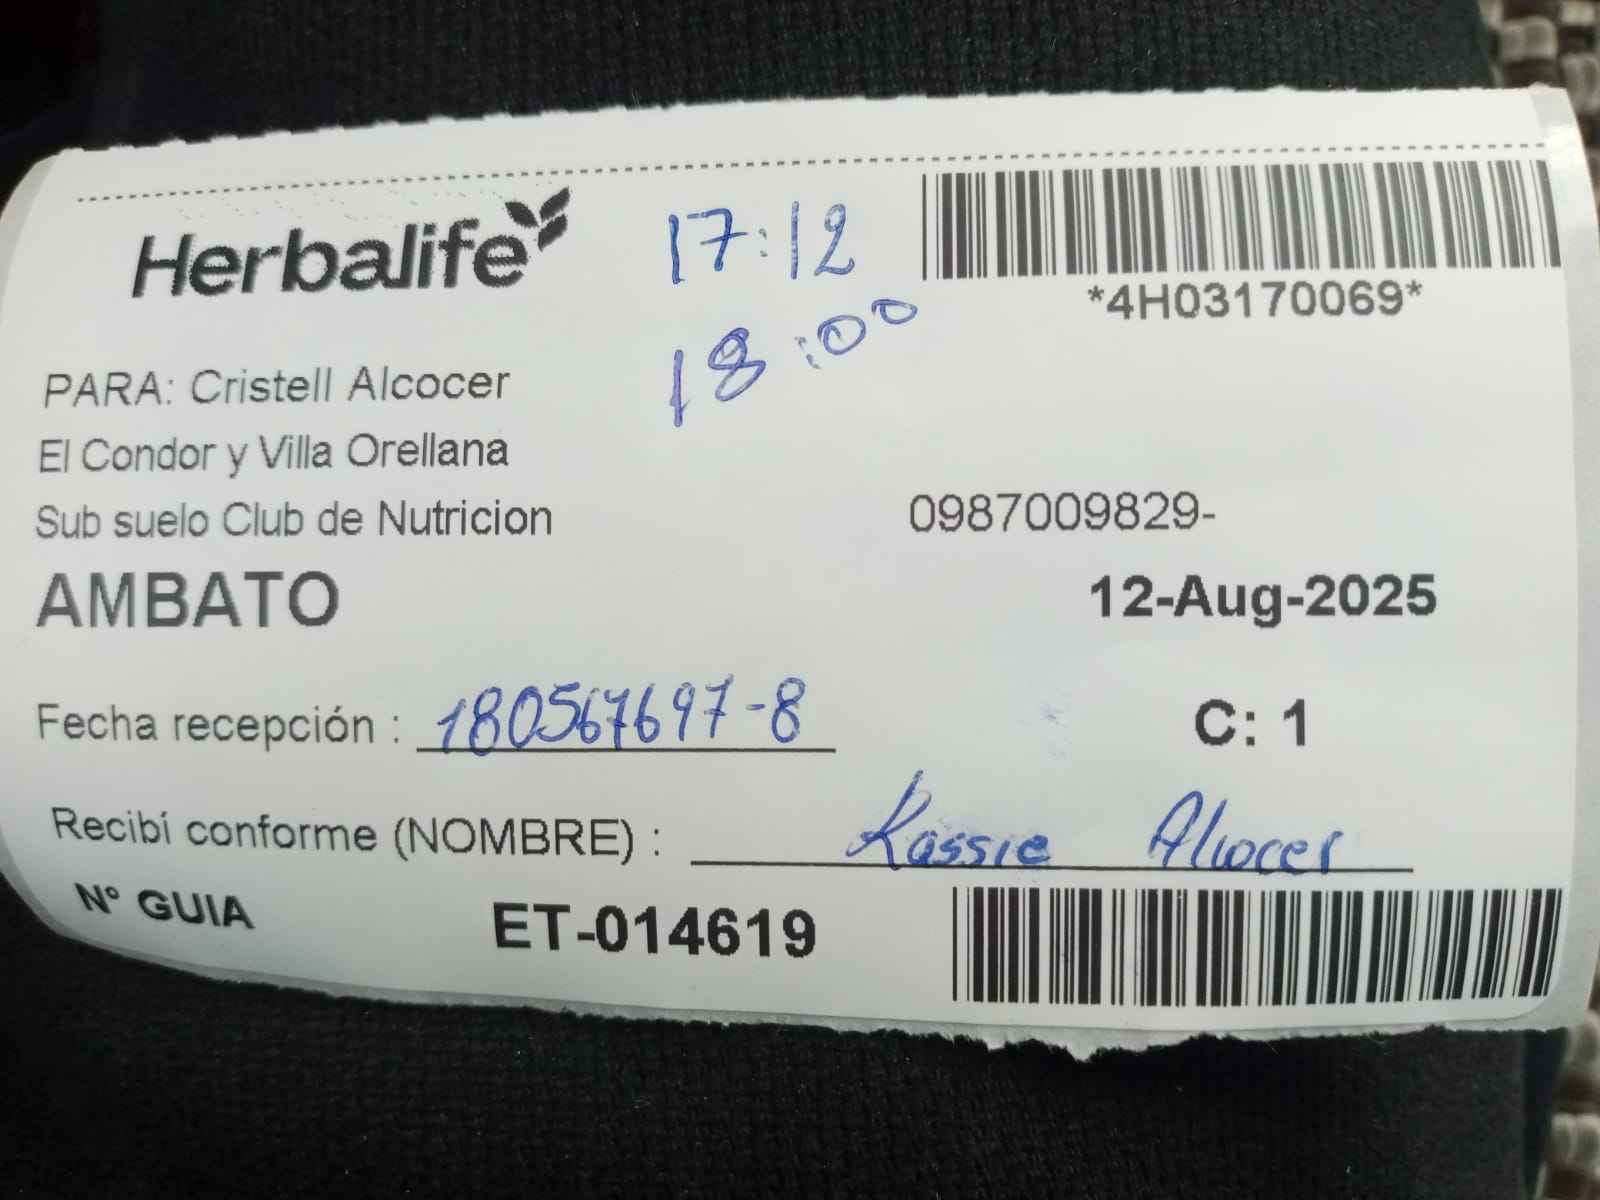 Herbalife
17:12
18:00
*4H03170069*
PARA: Cristell Alcocer
El Condor y Villa Orellana
Sub suelo Club de Nutricion
0987009829-
AMBATO
12-Aug-2025
Fecha recepción : 180567697-8
C: 1
Recibí conforme (NOMBRE) : Kassie Alcocer
N° GUIA ET-014619